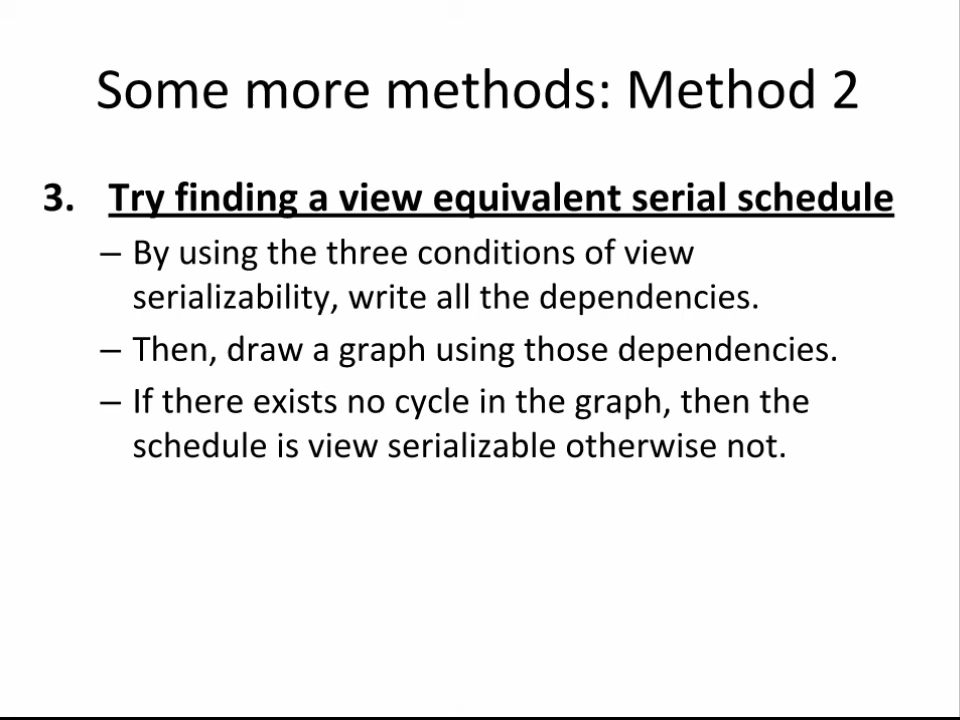 Some more methods: Method 2
3. Try finding a view equivalent serial schedule
– By using the three conditions of view
serializability, write all the dependencies.
– Then, draw a graph using those dependencies.
– If there exists no cycle in the graph, then the
schedule is view serializable otherwise not.